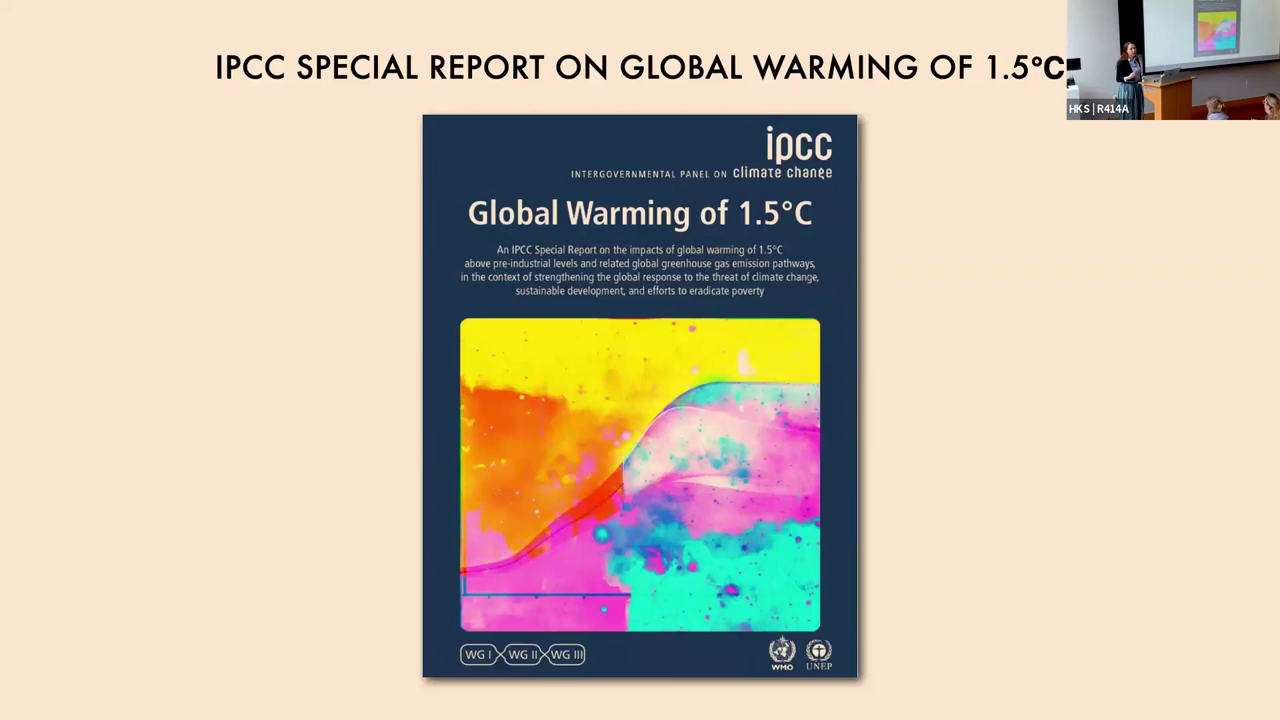 IPCC SPECIAL REPORT ON GLOBAL WARMING OF 1.5°C
HKS | R414A
ipcc
INTERGOVERNMENTAL PANEL ON climate change
Global Warming of 1.5°C
An IPCC Special Report on the impacts of global warming of 1.5°C
above pre-industrial levels and related global greenhouse gas emission pathways,
in the context of strengthening the global response to the threat of climate change,
sustainable development, and efforts to eradicate poverty
WG I WG II WG III
WMO UNEP